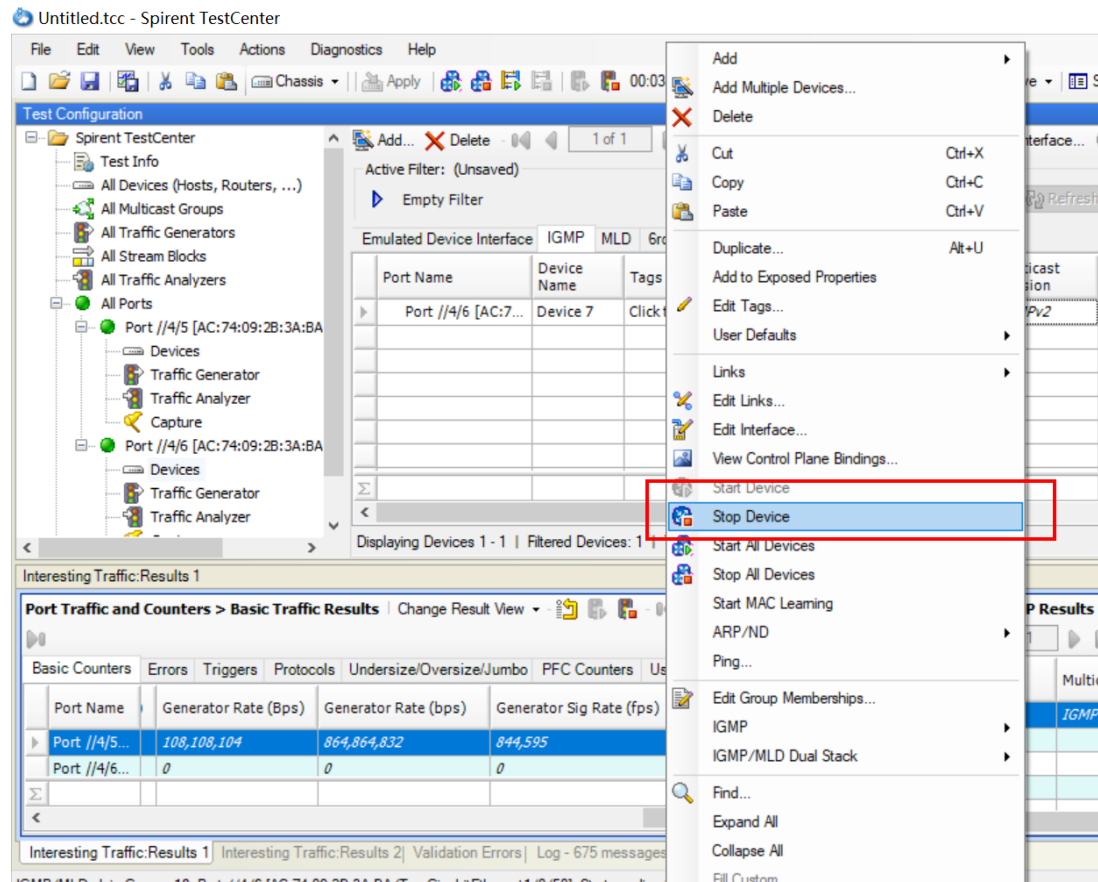 Untitled.tcc - Spirent TestCenter
File Edit View Tools Actions Diagnostics Help
Chassis Apply 00:03
Test Configuration
Spirent TestCenter
Test Info
All Devices (Hosts, Routers, ...)
All Multicast Groups
All Traffic Generators
All Stream Blocks
All Traffic Analyzers
All Ports
Port //4/5 [AC:74:09:2B:3A:BA
Devices
Traffic Generator
Traffic Analyzer
Capture
Port //4/6 [AC:74:09:2B:3A:BA
Devices
Traffic Generator
Traffic Analyzer
Add... Delete 1 of 1
Active Filter: (Unsaved)
Empty Filter
Refresh
Emulated Device Interface IGMP MLD 6rd
Port Name Device Name Tags
Port //4/6 [AC:7... Device 7 Click t
Displaying Devices 1 - 1 | Filtered Devices: 1 |
Add
Add Multiple Devices...
Delete
Cut Ctrl+X
Copy Ctrl+C
Paste Ctrl+V
Duplicate... Alt+U
Add to Exposed Properties
Edit Tags...
User Defaults
Links
Edit Links...
Edit Interface...
View Control Plane Bindings...
Start Device
Stop Device
Start All Devices
Stop All Devices
Start MAC Learning
ARP/ND
Ping...
Edit Group Memberships...
IGMP
IGMP/MLD Dual Stack
Find...
Expand All
Collapse All
Fill Custom
Interesting Traffic:Results 1
Port Traffic and Counters > Basic Traffic Results Change Result View
P Results
1
Basic Counters Errors Triggers Protocols Undersize/Oversize/Jumbo PFC Counters Us
Port Name Generator Rate (Bps) Generator Rate (bps) Generator Sig Rate (fps)
Port //4/5... 108,108,104 864,864,832 844,595
Port //4/6... 0 0 0
Multic
IGMP
Interesting Traffic:Results 1 Interesting Traffic:Results 2 Validation Errors Log - 675 messages